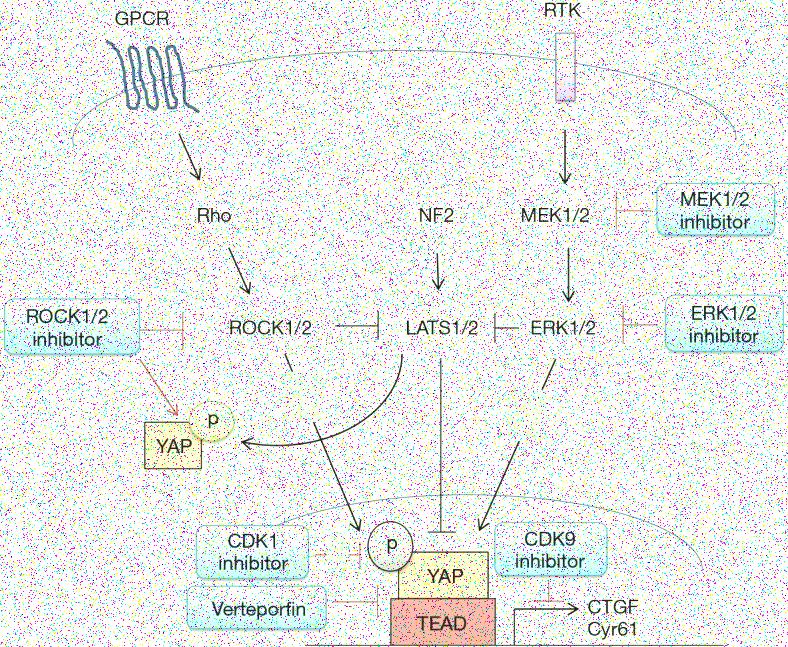 GPCR
RTK
Rho
NF2
MEK1/2
MEK1/2
inhibitor
ROCK1/2
inhibitor
ROCK1/2
LATS1/2
ERK1/2
ERK1/2
inhibitor
p
YAP
CDK1
inhibitor
p
CDK9
inhibitor
YAP
Verteporfin
TEAD
CTGF
Cyr61